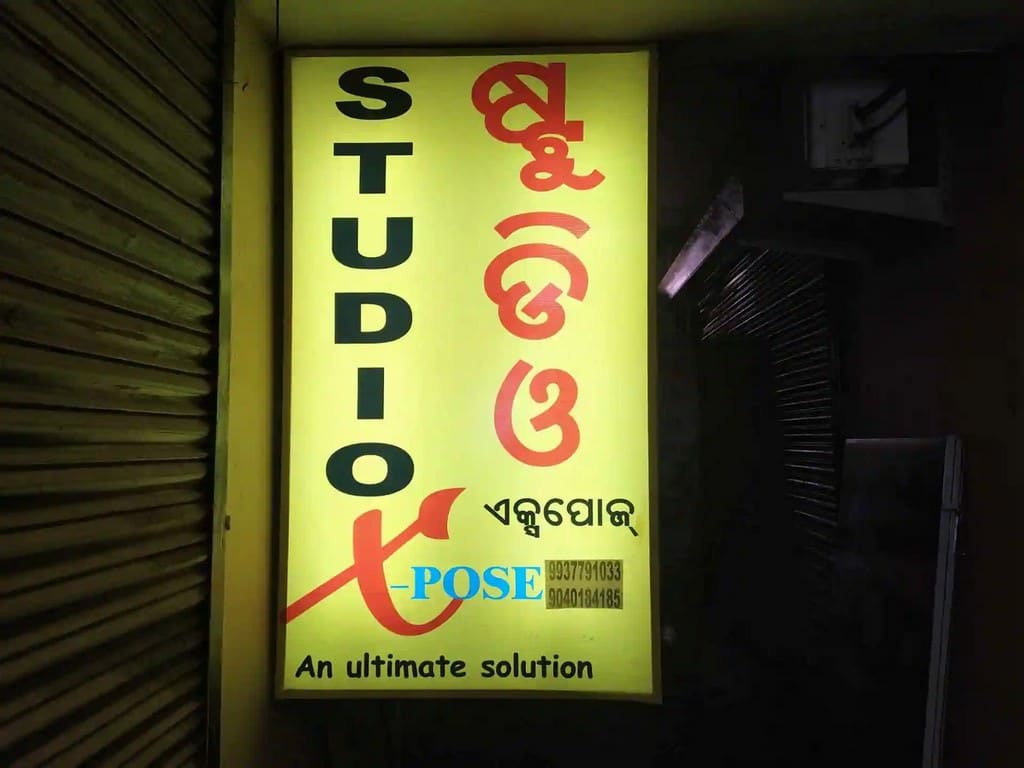 STUDIO
ଷ୍ଟୁଡିଓ
ଏକ୍ସପୋଜ୍
X-POSE
9937791033
9040184185
An ultimate solution